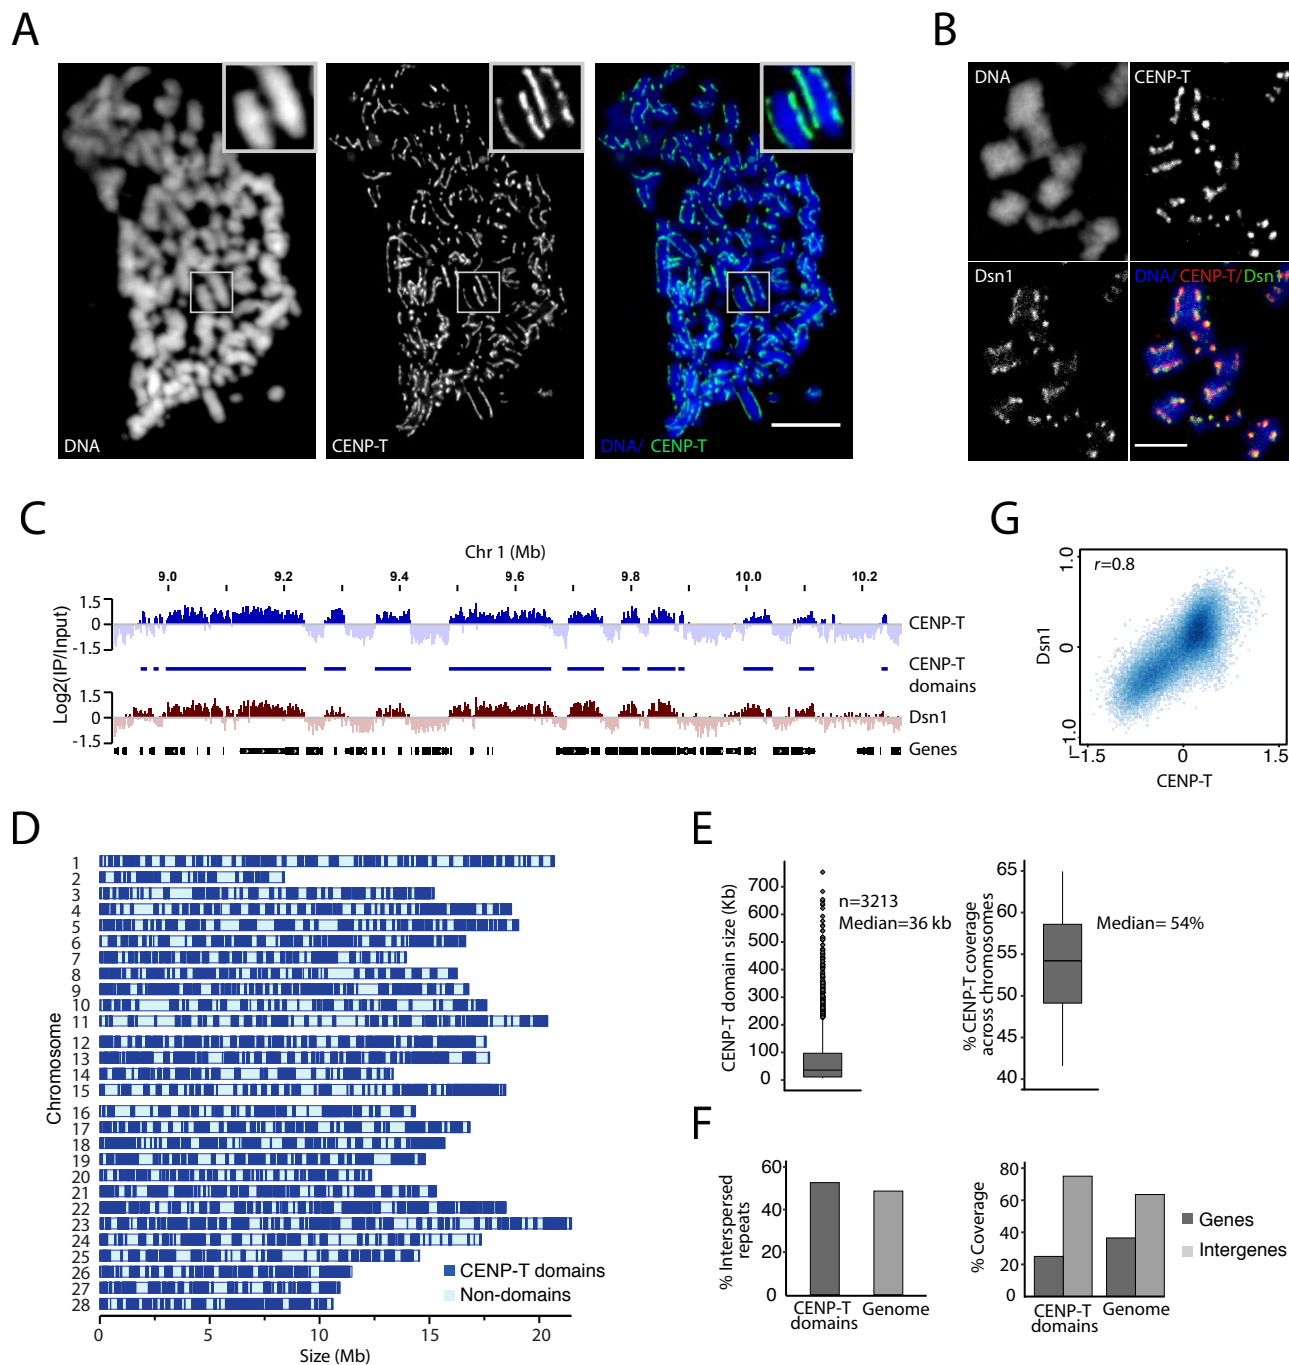 A
DNA
CENP-T
DNA/ CENP-T
B
DNA
CENP-T
Dsn1
DNA/CENP-T/Dsn1
C
Chr 1 (Mb)
9.0 9.2 9.4 9.6 9.8 10.0 10.2
Log2(IP/Input)
1.5
0
-1.5
CENP-T
CENP-T
domains
1.5
0
-1.5
Dsn1
Genes
G
r=0.8
Dsn1
1.0
0
-1.0
-1.5 0 1.5
CENP-T
D
Chromosome
1
2
3
4
5
6
7
8
9
10
11
12
13
14
15
16
17
18
19
20
21
22
23
24
25
26
27
28
CENP-T domains
Non-domains
0 5 10 15 20
Size (Mb)
E
CENP-T domain size (Kb)
700
600
500
400
300
200
100
0
n=3213
Median=36 kb
% CENP-T coverage
across chromosomes
65
60
55
50
45
40
Median= 54%
F
% Interspersed
repeats
60
40
20
0
CENP-T
domains
Genome
% Coverage
80
60
40
20
0
CENP-T
domains
Genome
Genes
Intergenes